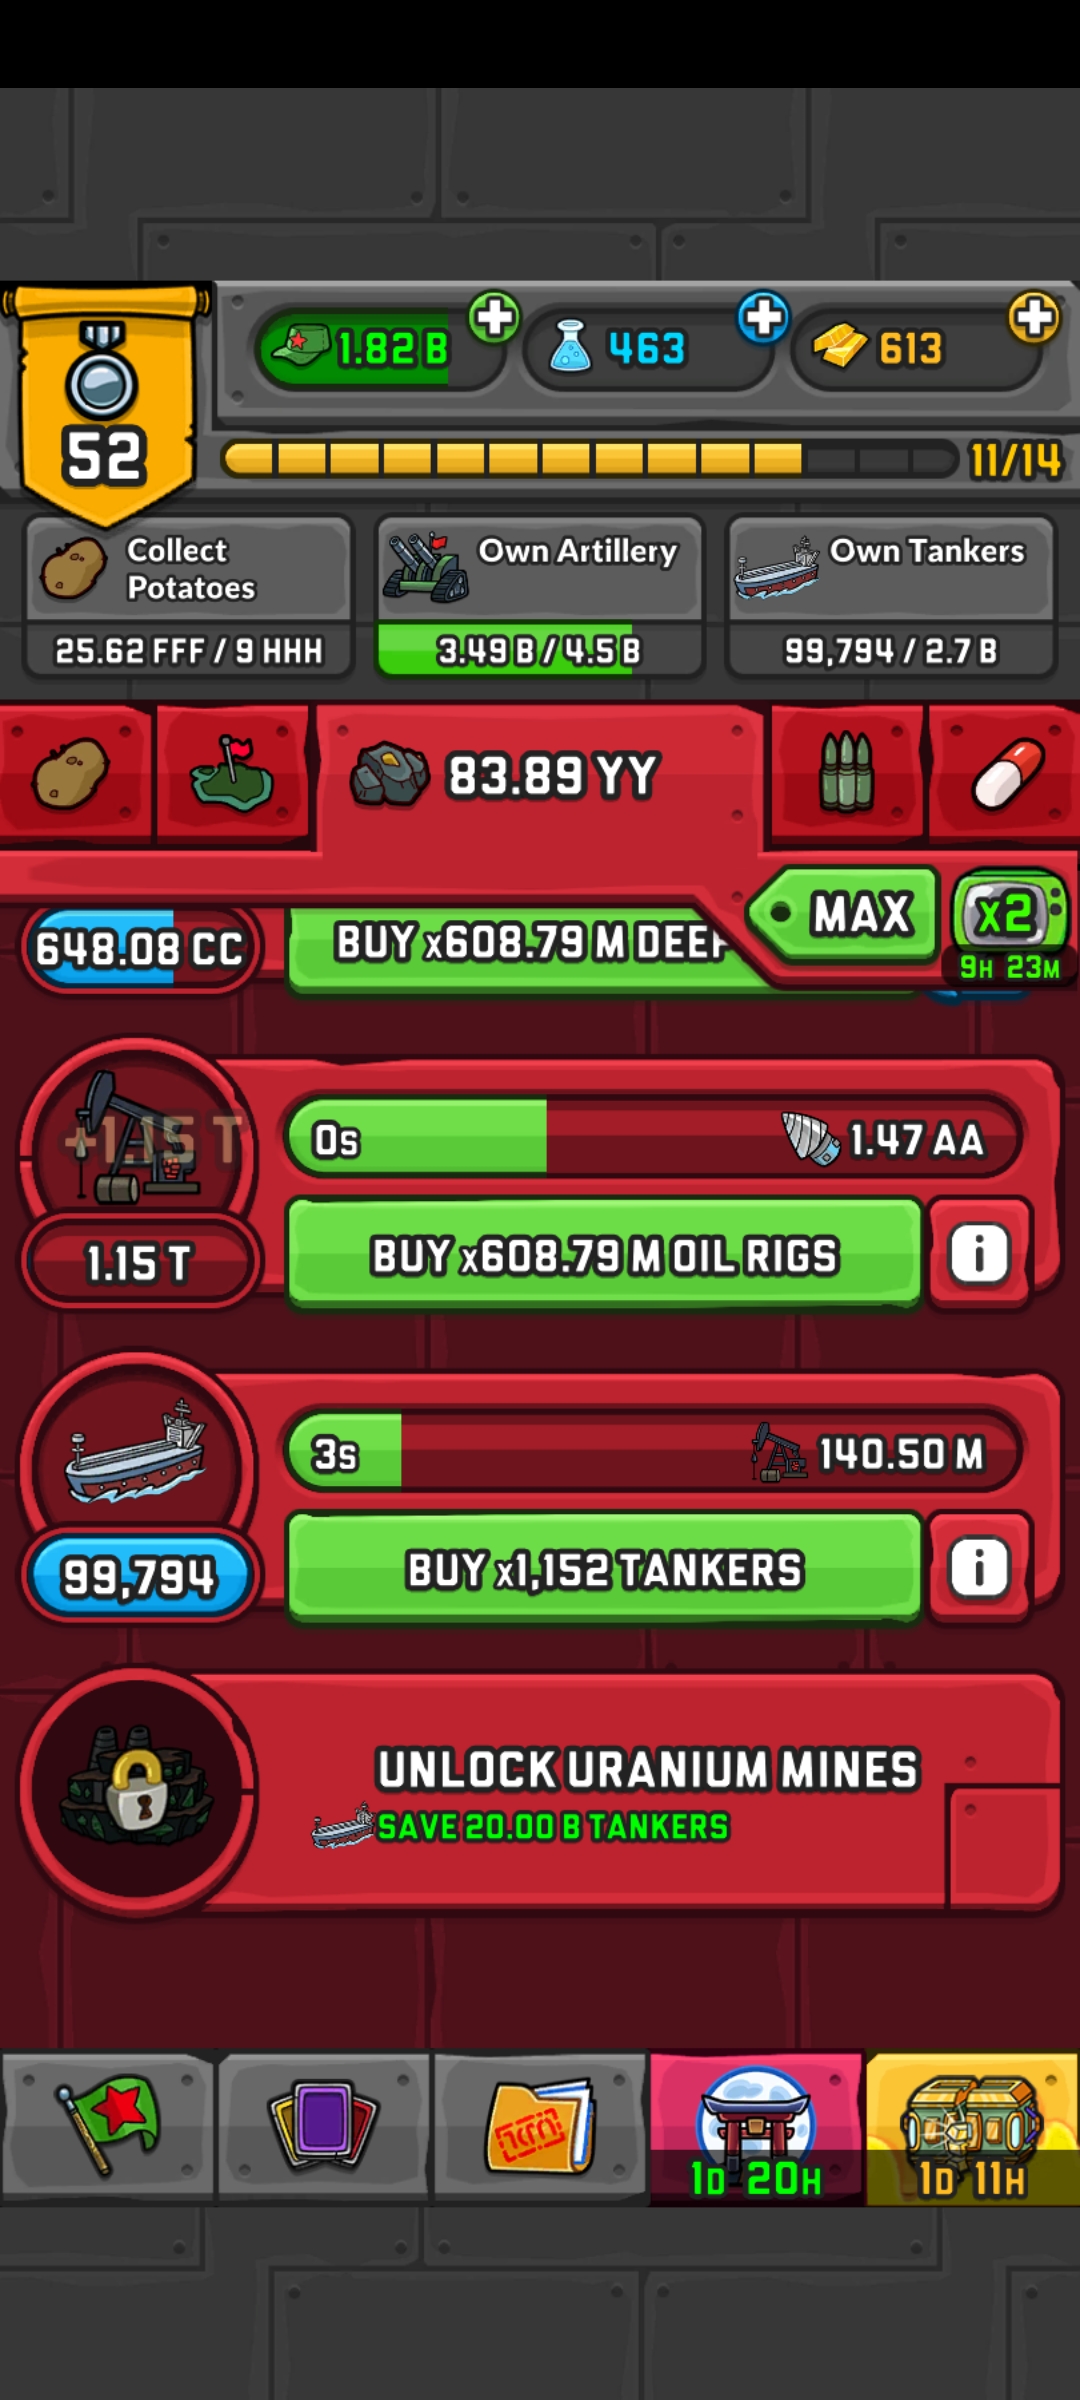 1.82 B
463
613
52
11/14
Collect
Potatoes
25.62 FFF / 9 HHH
Own Artillery
3.49 B / 4.5 B
Own Tankers
99,794 / 2.7 B
83.89 YY
MAX
x2
9H 23M
648.08 CC
BUY x608.79 M
+1.15 T
0s
1.47 AA
1.15 T
BUY x608.79 M OIL RIGS
i
3s
140.50 M
99,794
BUY x1,152 TANKERS
i
UNLOCK URANIUM MINES
SAVE 20.00 B TANKERS
1D 20H
1D 11H